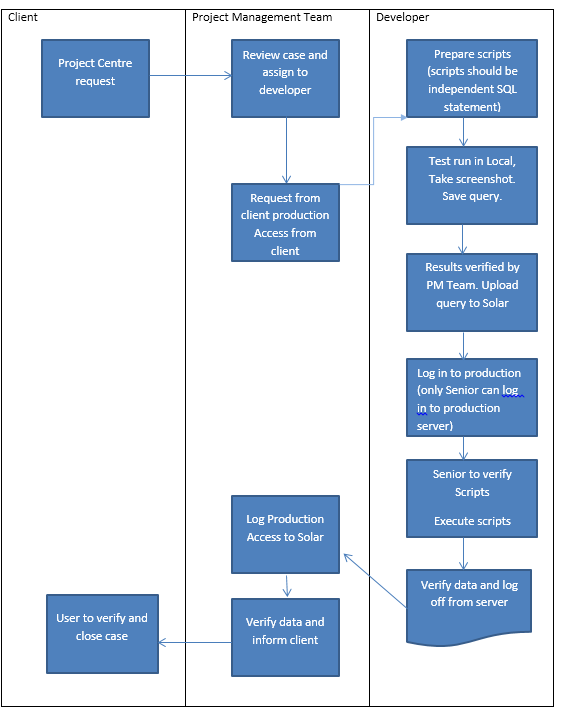 Client
Project Management Team
Developer
Project Centre
request
Review case and
assign to
developer
Request from
client production
Access from
client
Prepare scripts
(scripts should be
independent SQL
statement)
Test run in Local,
Take screenshot.
Save query.
Results verified by
PM Team. Upload
query to Solar
Log in to production
(only Senior can log
in to production
server)
Senior to verify
Scripts
Execute scripts
Verify data and log
off from server
Log Production
Access to Solar
Verify data and
inform client
User to verify and
close case